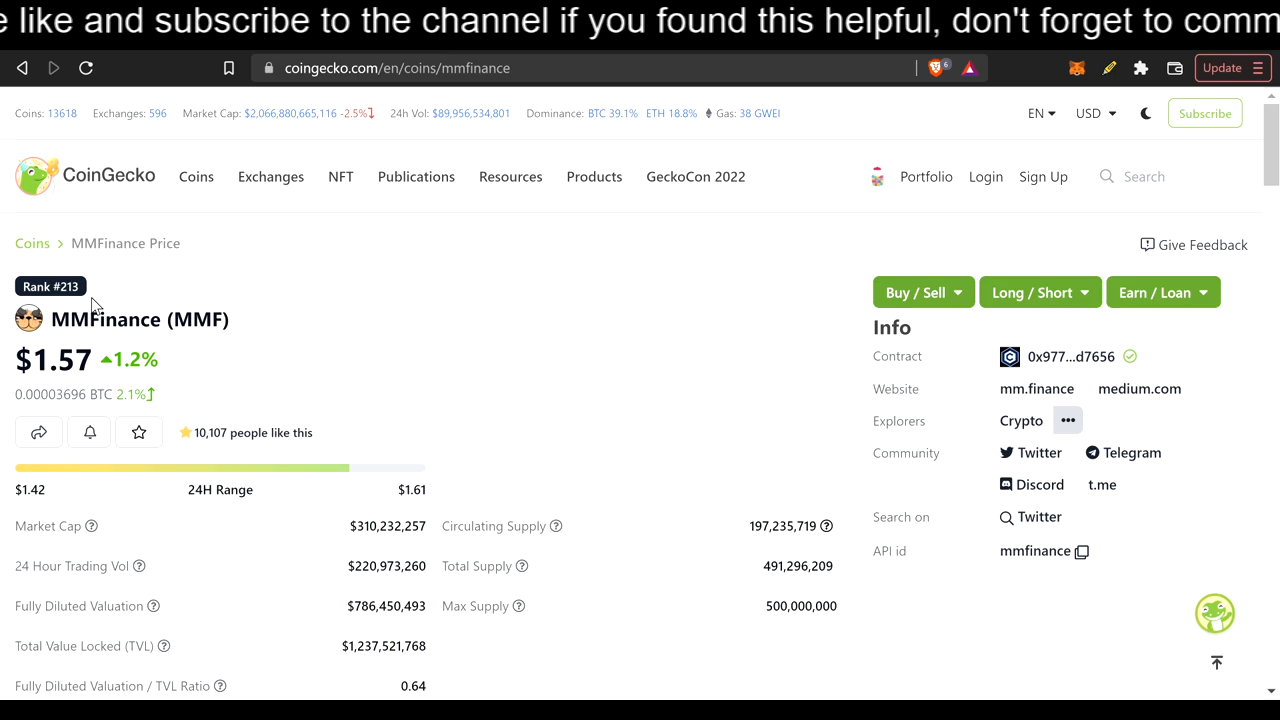 like and subscribe to the channel if you found this helpful, don't forget to comm
coingecko.com/en/coins/mmfinance
6
Update
Coins: 13618 Exchanges: 596 Market Cap: $2,066,880,665,116 -2.5% 24h Vol: $89,956,534,801 Dominance: BTC 39.1% ETH 18.8% Gas: 38 GWEI
EN USD Subscribe
CoinGecko Coins Exchanges NFT Publications Resources Products GeckoCon 2022 Portfolio Login Sign Up Search
Coins > MMFinance Price
Give Feedback
Rank #213
MMFinance (MMF)
$1.57 1.2%
0.00003696 BTC 2.1%
10,107 people like this
$1.42 24H Range $1.61
Market Cap $310,232,257
24 Hour Trading Vol $220,973,260
Fully Diluted Valuation $786,450,493
Total Value Locked (TVL) $1,237,521,768
Fully Diluted Valuation / TVL Ratio 0.64
Circulating Supply 197,235,719
Total Supply 491,296,209
Max Supply 500,000,000
Buy / Sell Long / Short Earn / Loan
Info
Contract 0x977...d7656
Website mm.finance medium.com
Explorers Crypto •••
Community Twitter Telegram
Discord t.me
Search on Twitter
API id mmfinance